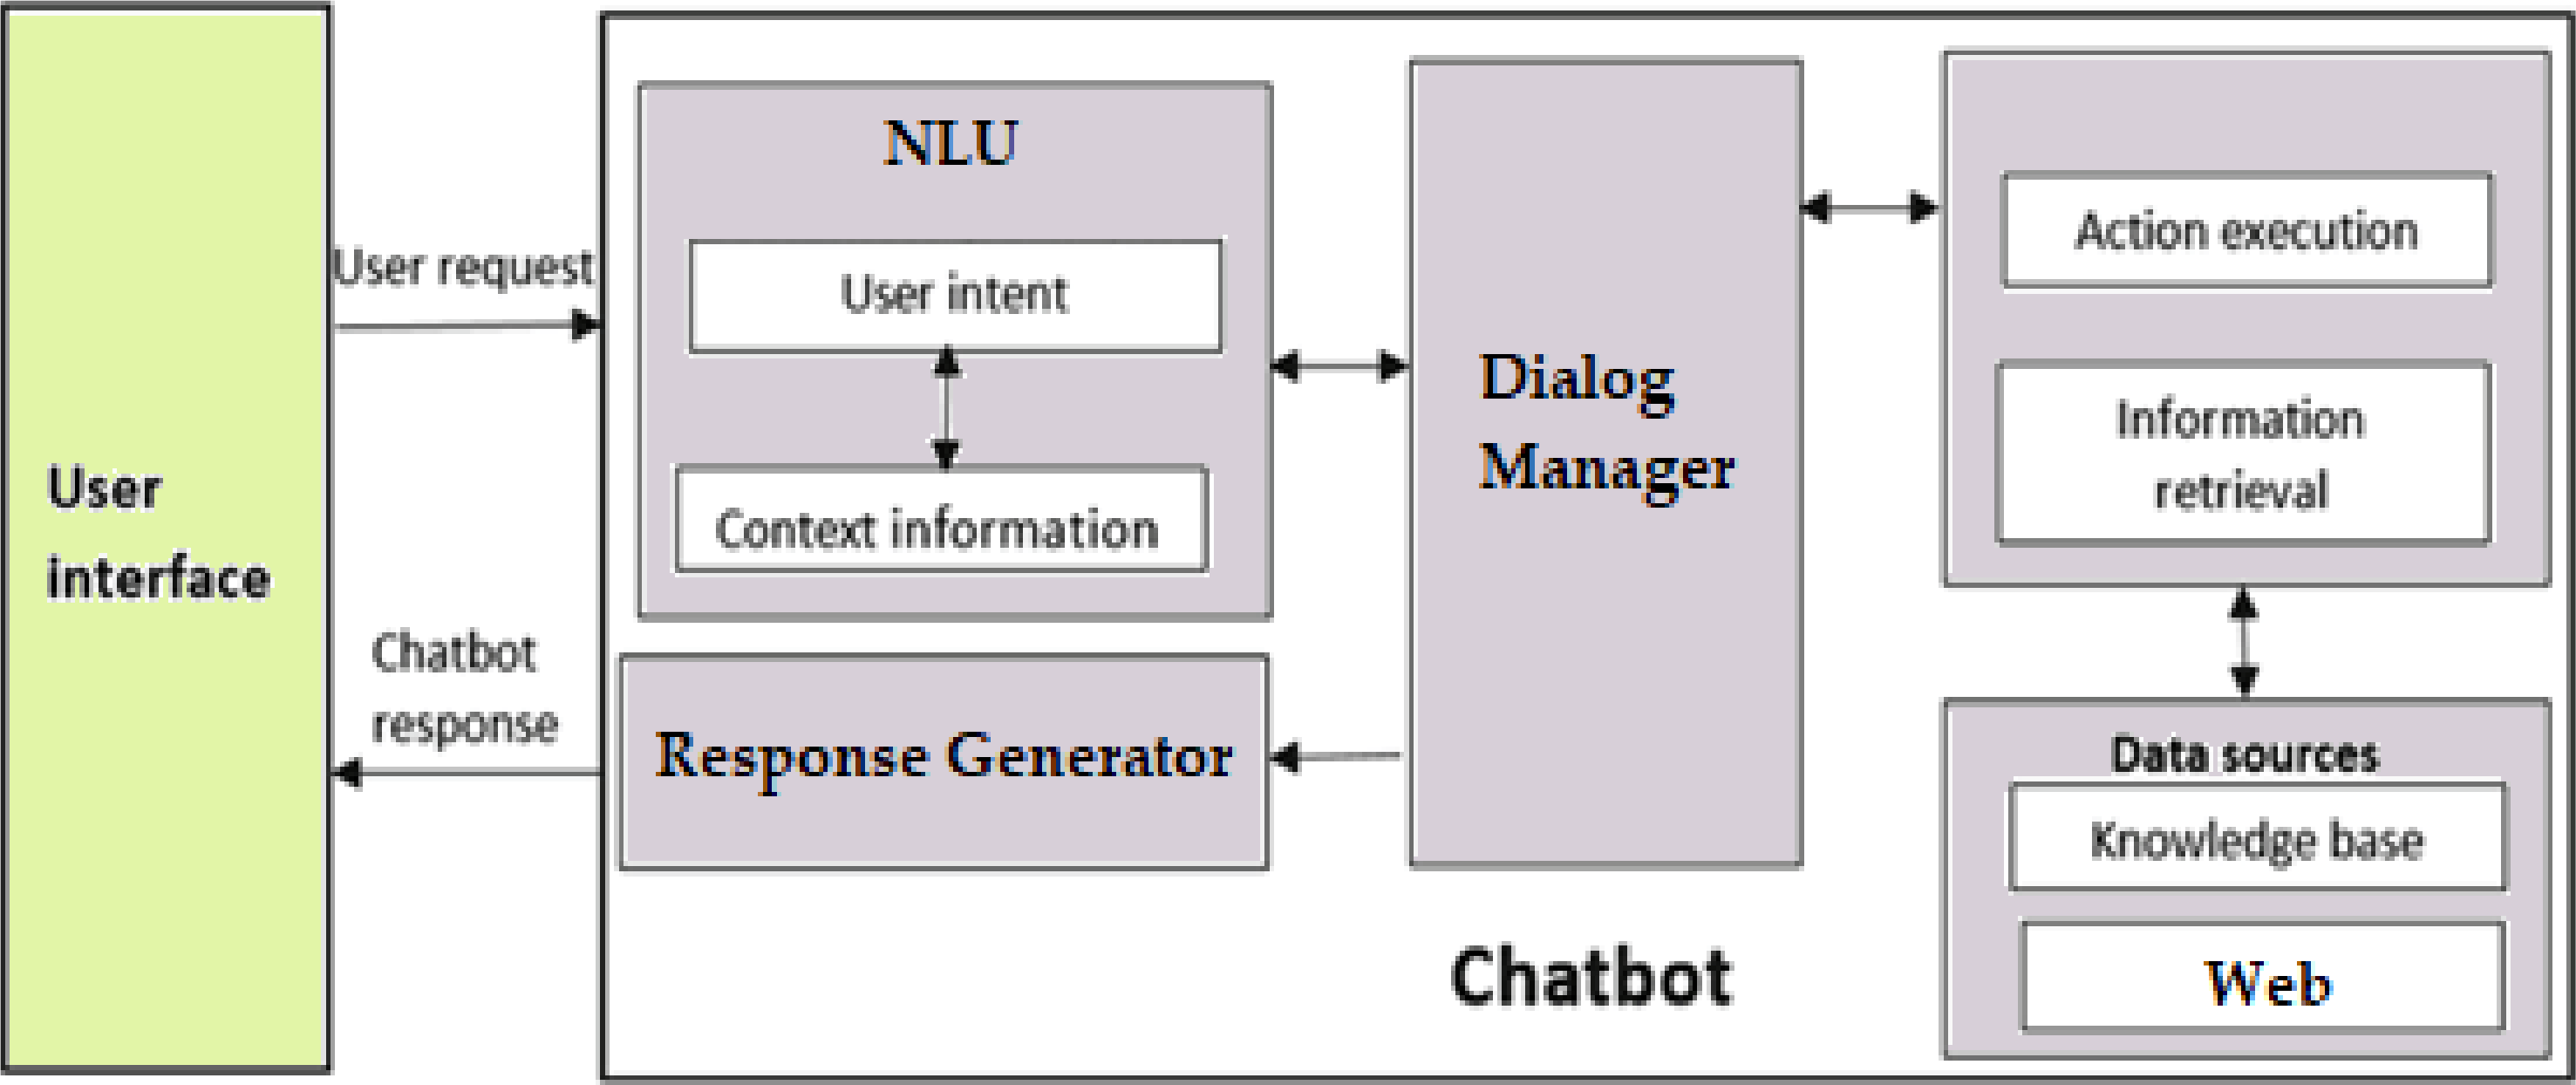 User
interface
User request
Chatbot
response
NLU
User intent
Context information
Response Generator
Dialog
Manager
Action execution
Information
retrieval
Data sources
Knowledge base
Web
Chatbot